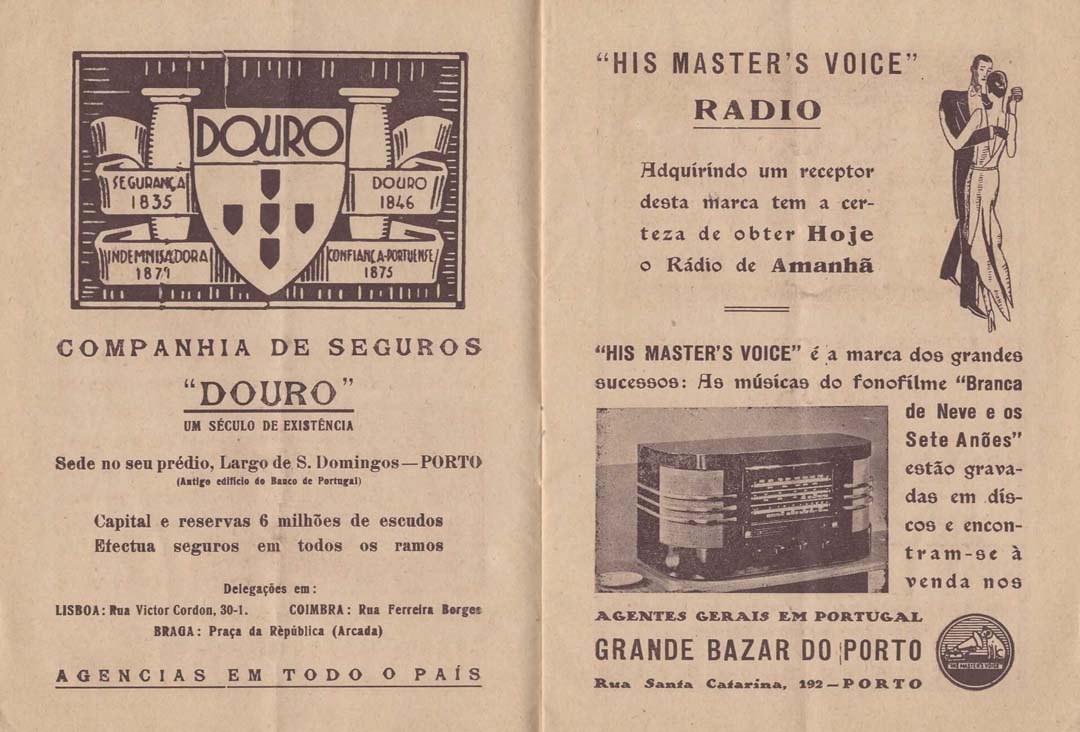 DOURO
SEGURANÇA
1835
DOURO
1846
INDEMNISADORA
1871
CONFIANÇA-PORTUENSE
1875
COMPANHIA DE SEGUROS
“DOURO”
UM SÉCULO DE EXISTÊNCIA
Sede no seu prédio, Largo de S. Domingos—PORTO
(Antigo edifício do Banco de Portugal)
Capital e reservas 6 milhões de escudos
Efectua seguros em todos os ramos
Delegações em:
LISBOA: Rua Victor Cordon, 30-1. COIMBRA: Rua Ferreira Borges
BRAGA: Praça da Rèpública (Arcada)
AGENCIAS EM TODO O PAÍS
“HIS MASTER'S VOICE”
RADIO
Adquirindo um receptor
desta marca tem a cer-
teza de obter Hoje
o Rádio de Amanhã
“HIS MASTER'S VOICE” é a marca dos grandes
sucessos: As músicas do fonofilme “Branca
de Neve e os
Sete Anões”
estão grava-
das em dis-
cos e encon-
tram-se à
venda nos
AGENTES GERAIS EM PORTUGAL
GRANDE BAZAR DO PORTO
Rua Santa Catarina, 192—PORTO
"HIS MASTER'S VOICE"